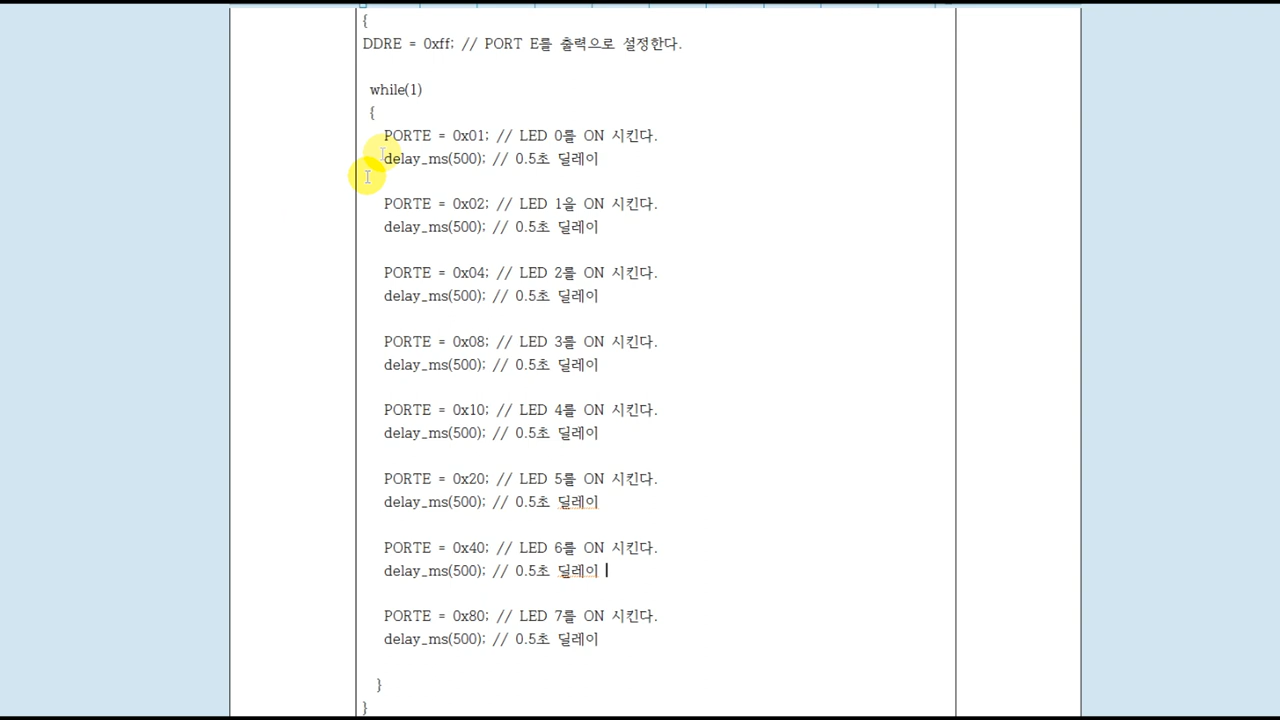 {
DDRE = 0xff; // PORT E를 출력으로 설정한다.
while(1)
{
PORTE = 0x01; // LED 0를 ON 시킨다.
delay_ms(500); // 0.5초 딜레이
PORTE = 0x02; // LED 1을 ON 시킨다.
delay_ms(500); // 0.5초 딜레이
PORTE = 0x04; // LED 2를 ON 시킨다.
delay_ms(500); // 0.5초 딜레이
PORTE = 0x08; // LED 3를 ON 시킨다.
delay_ms(500); // 0.5초 딜레이
PORTE = 0x10; // LED 4를 ON 시킨다.
delay_ms(500); // 0.5초 딜레이
PORTE = 0x20; // LED 5를 ON 시킨다.
delay_ms(500); // 0.5초 딜레이
PORTE = 0x40; // LED 6를 ON 시킨다.
delay_ms(500); // 0.5초 딜레이
PORTE = 0x80; // LED 7를 ON 시킨다.
delay_ms(500); // 0.5초 딜레이
}
}